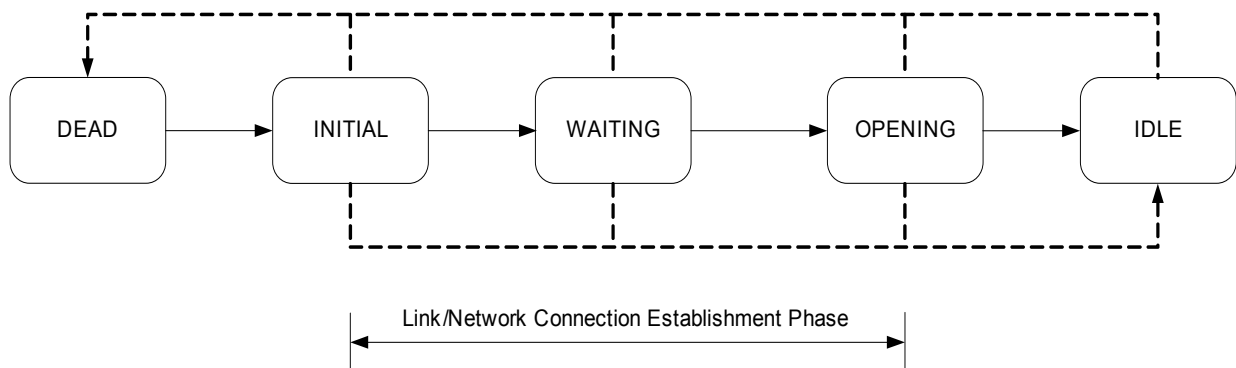 DEAD
INITIAL
WAITING
OPENING
IDLE
Link/Network Connection Establishment Phase